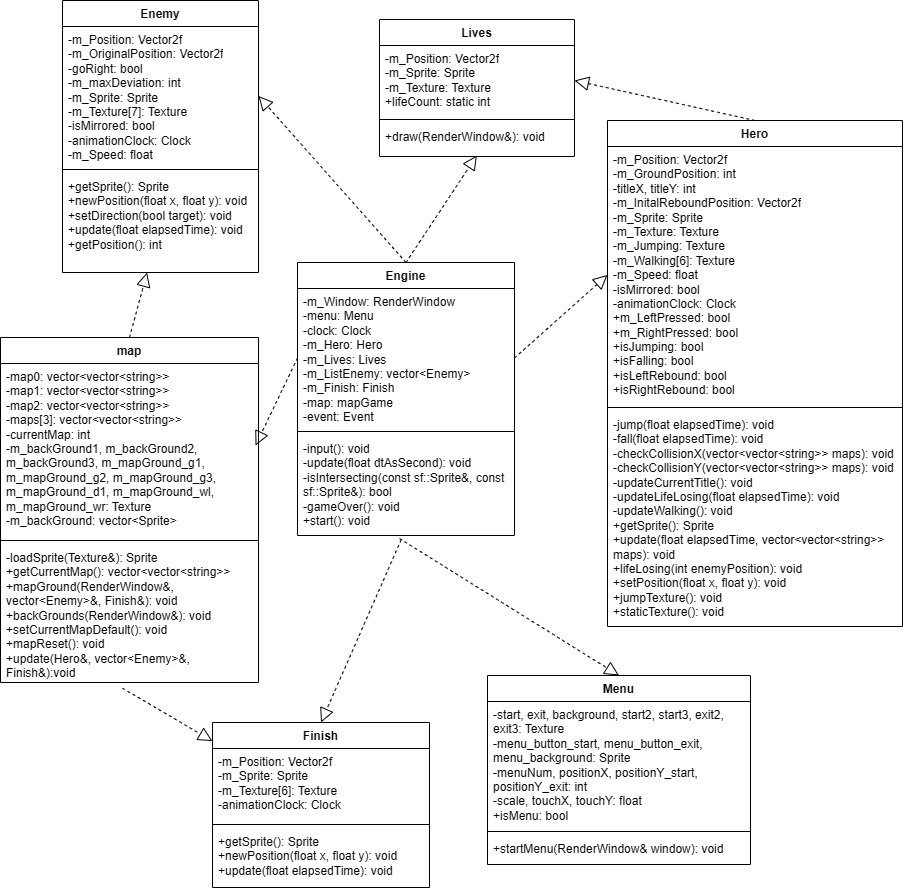 Enemy
-m_Position: Vector2f
-m_OriginalPosition: Vector2f
-goRight: bool
-m_maxDeviation: int
-m_Sprite: Sprite
-m_Texture[7]: Texture
-isMirrored: bool
-animationClock: Clock
-m_Speed: float
+getSprite(): Sprite
+newPosition(float x, float y): void
+setDirection(bool target): void
+update(float elapsedTime): void
+getPosition(): int
Lives
-m_Position: Vector2f
-m_Sprite: Sprite
-m_Texture: Texture
+lifeCount: static int
+draw(RenderWindow&): void
Hero
-m_Position: Vector2f
-m_GroundPosition: int
-titleX, titleY: int
-m_InitalReboundPosition: Vector2f
-m_Sprite: Sprite
-m_Texture: Texture
-m_Jumping: Texture
-m_Walking[6]: Texture
-m_Speed: float
-isMirrored: bool
-animationClock: Clock
+m_LeftPressed: bool
+m_RightPressed: bool
+isJumping: bool
+isFalling: bool
+isLeftRebound: bool
+isRightRebound: bool
-jump(float elapsedTime): void
-fall(float elapsedTime): void
-checkCollisionX(vector<vector<string>> maps): void
-checkCollisionY(vector<vector<string>> maps): void
-updateCurrentTitle(): void
-updateLifeLosing(float elapsedTime): void
-updateWalking(): void
+getSprite(): Sprite
+update(float elapsedTime, vector<vector<string>>
maps): void
+lifeLosing(int enemyPosition): void
+setPosition(float x, float y): void
+jumpTexture(): void
+staticTexture(): void
Engine
-m_Window: RenderWindow
-menu: Menu
-clock: Clock
-m_Hero: Hero
-m_Lives: Lives
-m_ListEnemy: vector<Enemy>
-m_Finish: Finish
-map: mapGame
-event: Event
-input(): void
-update(float dtAsSecond): void
-isIntersecting(const sf::Sprite&, const
sf::Sprite&): bool
-gameOver(): void
+start(): void
map
-map0: vector<vector<string>>
-map1: vector<vector<string>>
-map2: vector<vector<string>>
-maps[3]: vector<vector<string>>
-currentMap: int
-m_backGround1, m_backGround2,
m_backGround3, m_mapGround_g1,
m_mapGround_g2, m_mapGround_g3,
m_mapGround_d1, m_mapGround_wl,
m_mapGround_wr: Texture
-m_backGround: vector<Sprite>
-loadSprite(Texture&): Sprite
+getCurrentMap(): vector<vector<string>>
+mapGround(RenderWindow&,
vector<Enemy>&, Finish&): void
+backGrounds(RenderWindow&): void
+setCurrentMapDefault(): void
+mapReset(): void
+update(Hero&, vector<Enemy>&,
Finish&):void
Finish
-m_Position: Vector2f
-m_Sprite: Sprite
-m_Texture[6]: Texture
-animationClock: Clock
+getSprite(): Sprite
+newPosition(float x, float y): void
+update(float elapsedTime): void
Menu
-start, exit, background, start2, start3, exit2,
exit3: Texture
-menu_button_start, menu_button_exit,
menu_background: Sprite
-menuNum, positionX, positionY_start,
positionY_exit: int
-scale, touchX, touchY: float
+isMenu: bool
+startMenu(RenderWindow& window): void